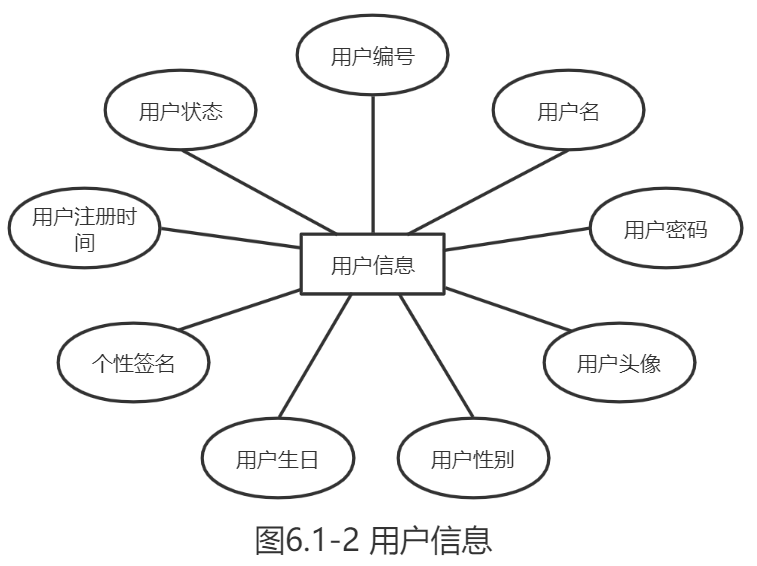 用户编号
用户状态
用户名
用户注册时
间
用户密码
用户信息
个性签名
用户头像
用户生日
用户性别
图6.1-2 用户信息